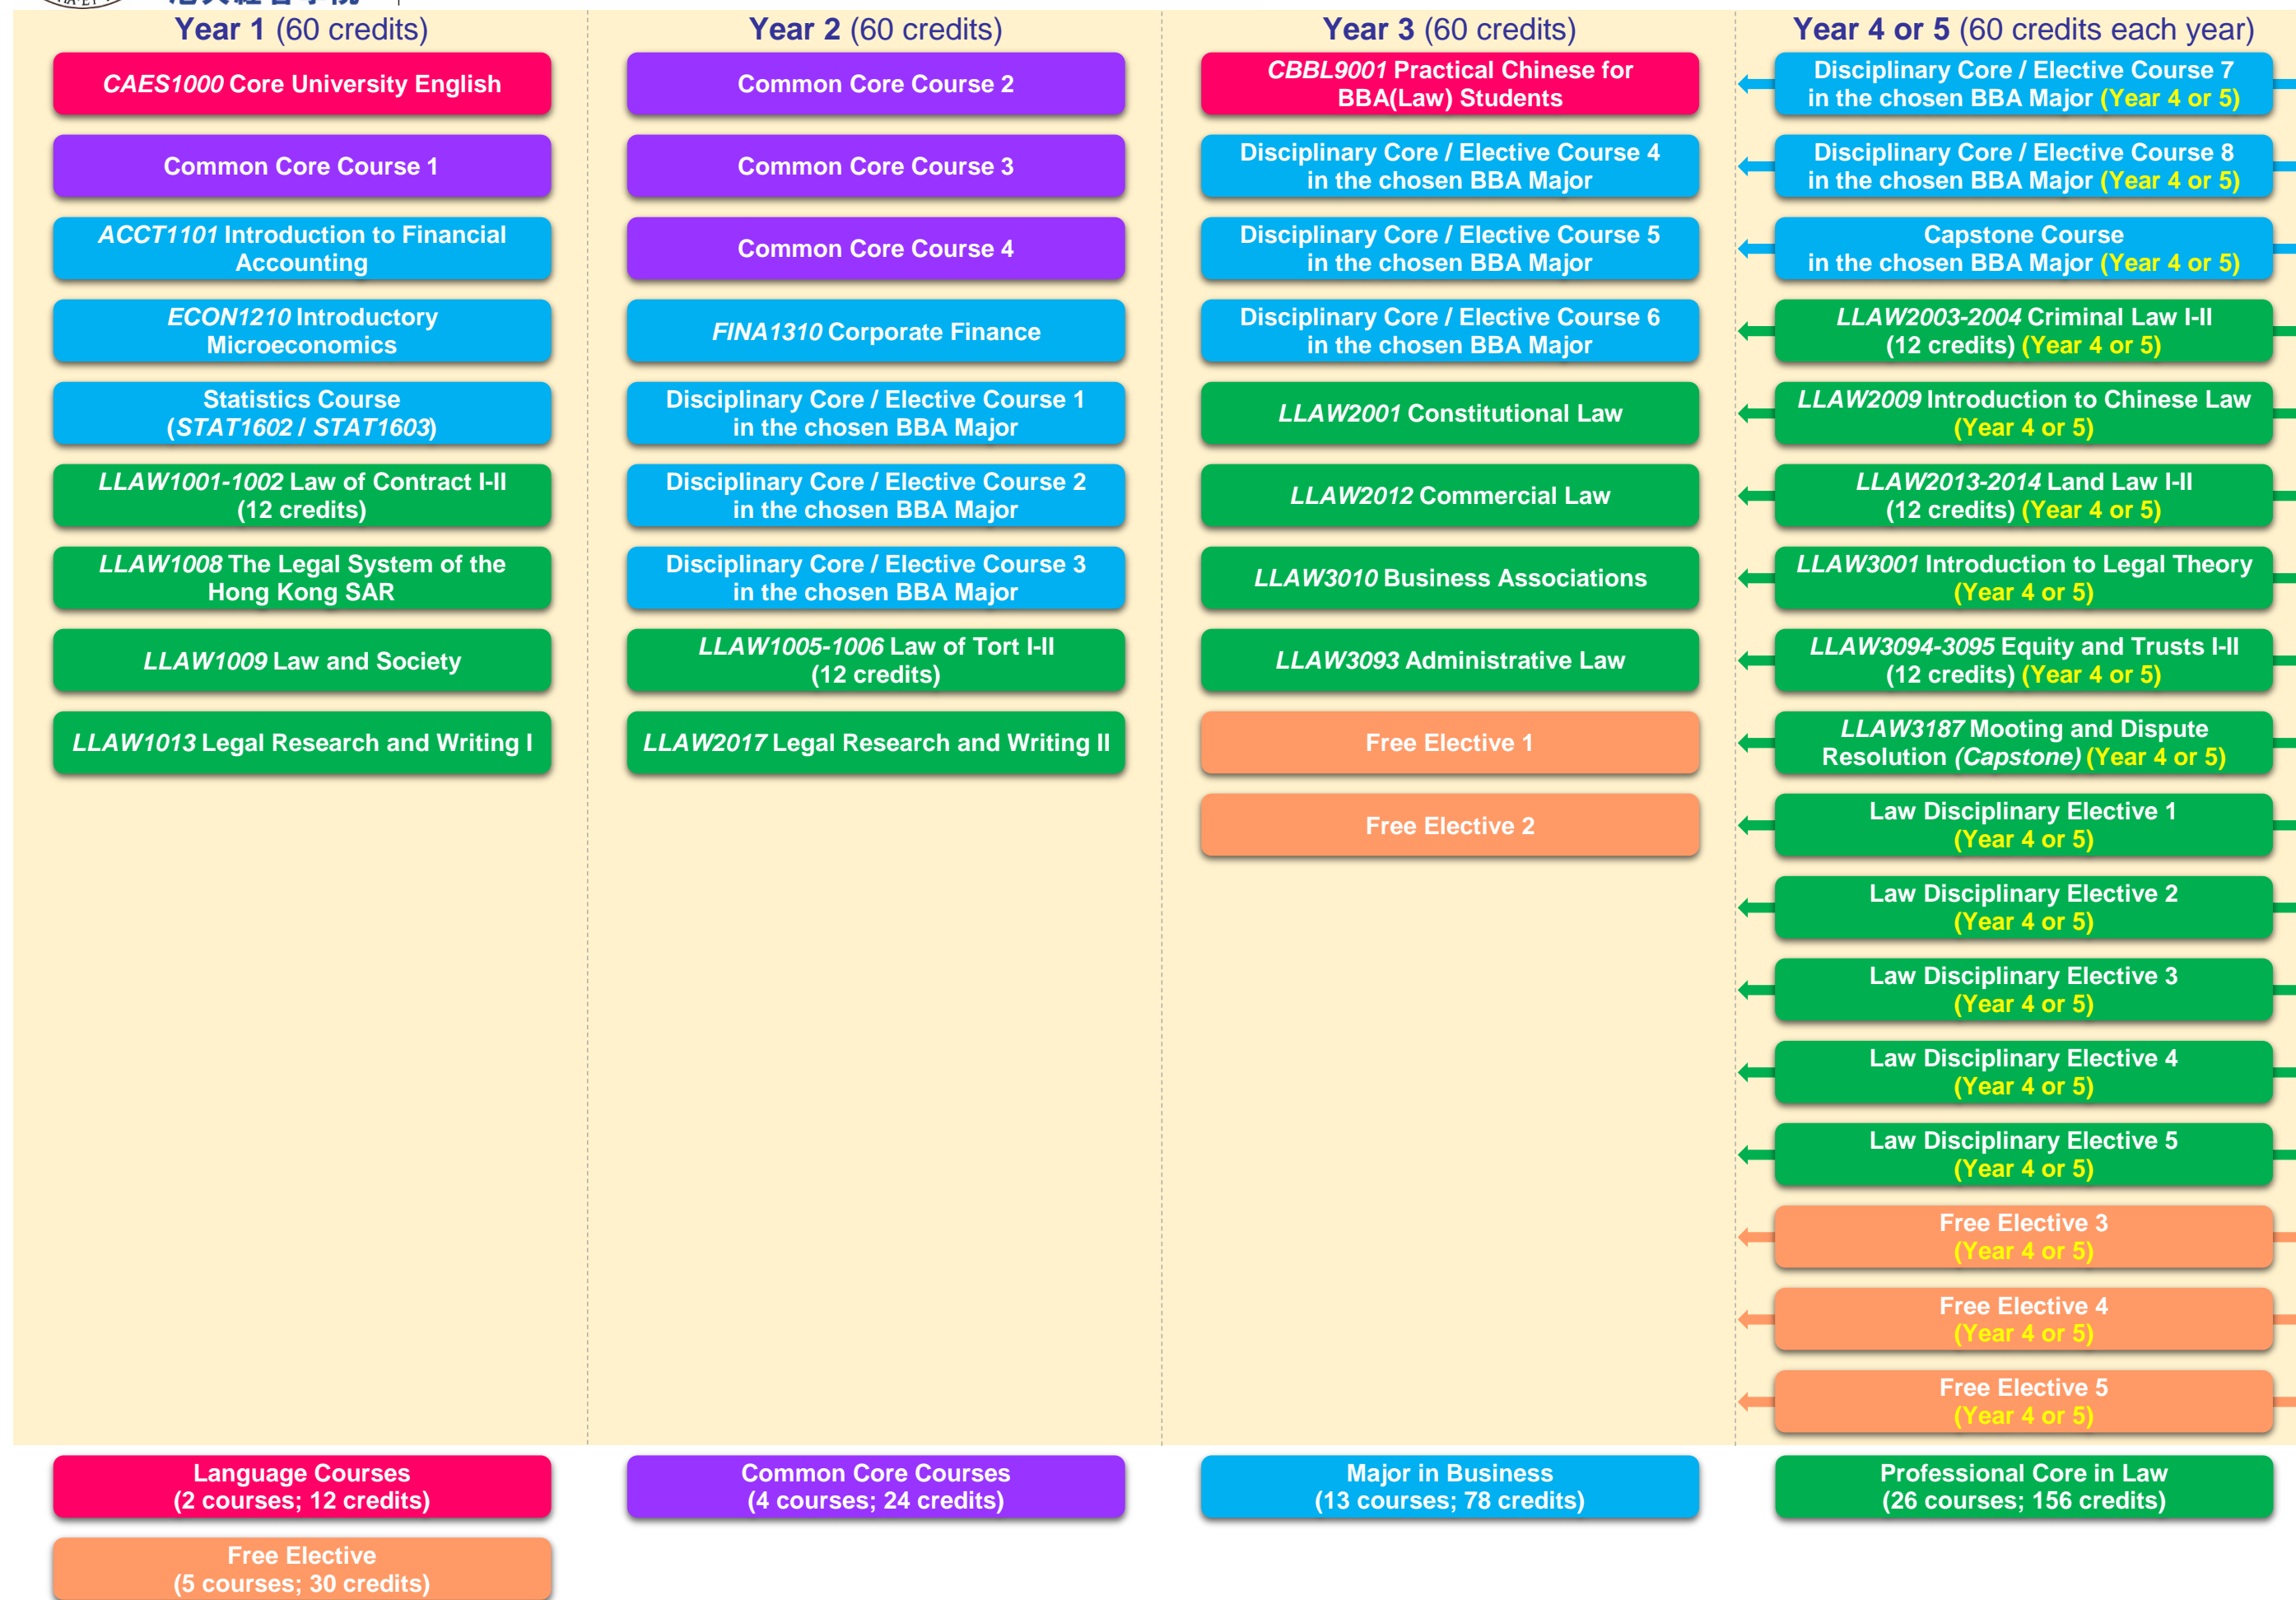 Year 1 (60 credits)
CAES1000 Core University English
Common Core Course 1
ACCT1101 Introduction to Financial
Accounting
ECON1210 Introductory
Microeconomics
Statistics Course
(STAT1602 / STAT1603)
LLAW1001-1002 Law of Contract I-II
(12 credits)
LLAW1008 The Legal System of the
Hong Kong SAR
LLAW1009 Law and Society
LLAW1013 Legal Research and Writing I
Year 2 (60 credits)
Common Core Course 2
Common Core Course 3
Common Core Course 4
FINA1310 Corporate Finance
Disciplinary Core / Elective Course 1
in the chosen BBA Major
Disciplinary Core / Elective Course 2
in the chosen BBA Major
Disciplinary Core / Elective Course 3
in the chosen BBA Major
LLAW1005-1006 Law of Tort I-II
(12 credits)
LLAW2017 Legal Research and Writing II
Year 3 (60 credits)
CBBL9001 Practical Chinese for
BBA(Law) Students
Disciplinary Core / Elective Course 4
in the chosen BBA Major
Disciplinary Core / Elective Course 5
in the chosen BBA Major
Disciplinary Core / Elective Course 6
in the chosen BBA Major
LLAW2001 Constitutional Law
LLAW2012 Commercial Law
LLAW3010 Business Associations
LLAW3093 Administrative Law
Free Elective 1
Free Elective 2
Year 4 or 5 (60 credits each year)
Disciplinary Core / Elective Course 7
in the chosen BBA Major (Year 4 or 5)
Disciplinary Core / Elective Course 8
in the chosen BBA Major (Year 4 or 5)
Capstone Course
in the chosen BBA Major (Year 4 or 5)
LLAW2003-2004 Criminal Law I-II
(12 credits) (Year 4 or 5)
LLAW2009 Introduction to Chinese Law
(Year 4 or 5)
LLAW2013-2014 Land Law I-II
(12 credits) (Year 4 or 5)
LLAW3001 Introduction to Legal Theory
(Year 4 or 5)
LLAW3094-3095 Equity and Trusts I-II
(12 credits) (Year 4 or 5)
LLAW3187 Mooting and Dispute
Resolution (Capstone) (Year 4 or 5)
Law Disciplinary Elective 1
(Year 4 or 5)
Law Disciplinary Elective 2
(Year 4 or 5)
Law Disciplinary Elective 3
(Year 4 or 5)
Law Disciplinary Elective 4
(Year 4 or 5)
Law Disciplinary Elective 5
(Year 4 or 5)
Free Elective 3
(Year 4 or 5)
Free Elective 4
(Year 4 or 5)
Free Elective 5
(Year 4 or 5)
Language Courses
(2 courses; 12 credits)
Common Core Courses
(4 courses; 24 credits)
Major in Business
(13 courses; 78 credits)
Professional Core in Law
(26 courses; 156 credits)
Free Elective
(5 courses; 30 credits)